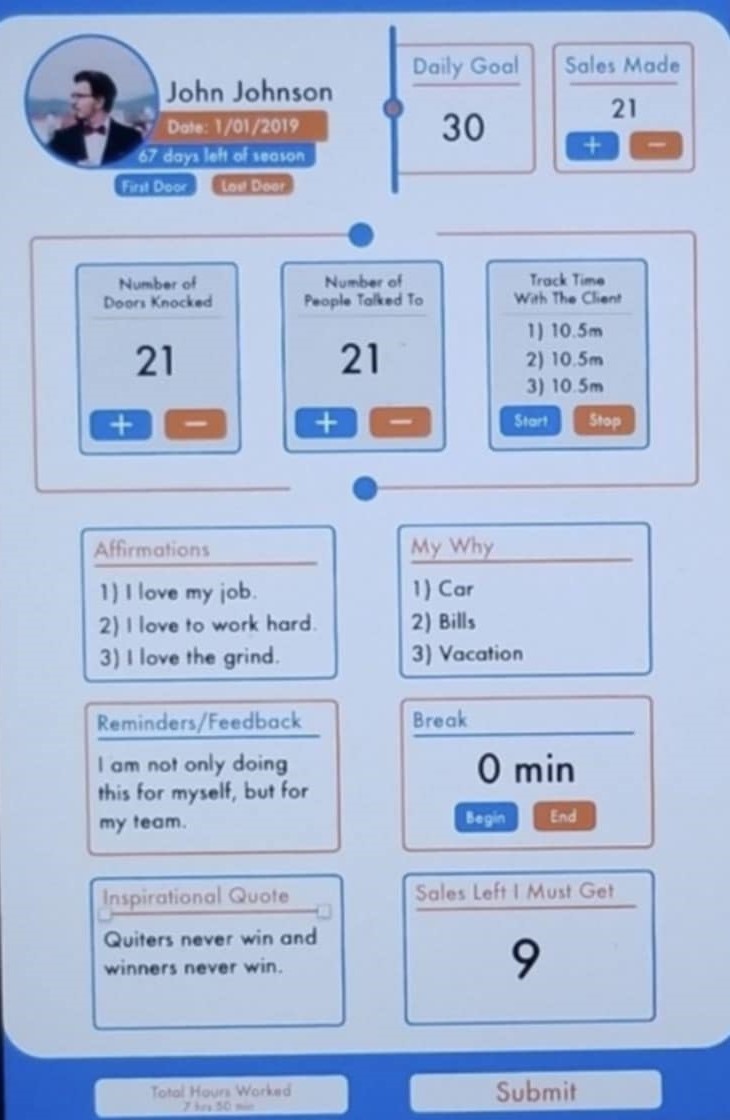 John Johnson
Date: 1/01/2019
67 days left of season
First Door
Last Door
Daily Goal
30
Sales Made
21
+
−
Number of
Doors Knocked
21
+
−
Number of
People Talked To
21
+
−
Track Time
With The Client
1) 10.5m
2) 10.5m
3) 10.5m
Start
Stop
Affirmations
1) I love my job.
2) I love to work hard.
3) I love the grind.
My Why
1) Car
2) Bills
3) Vacation
Reminders/Feedback
I am not only doing
this for myself, but for
my team.
Break
0 min
Begin
End
Inspirational Quote
Quiters never win and
winners never win.
Sales Left I Must Get
9
Total Hours Worked
7 hrs 50 min
Submit